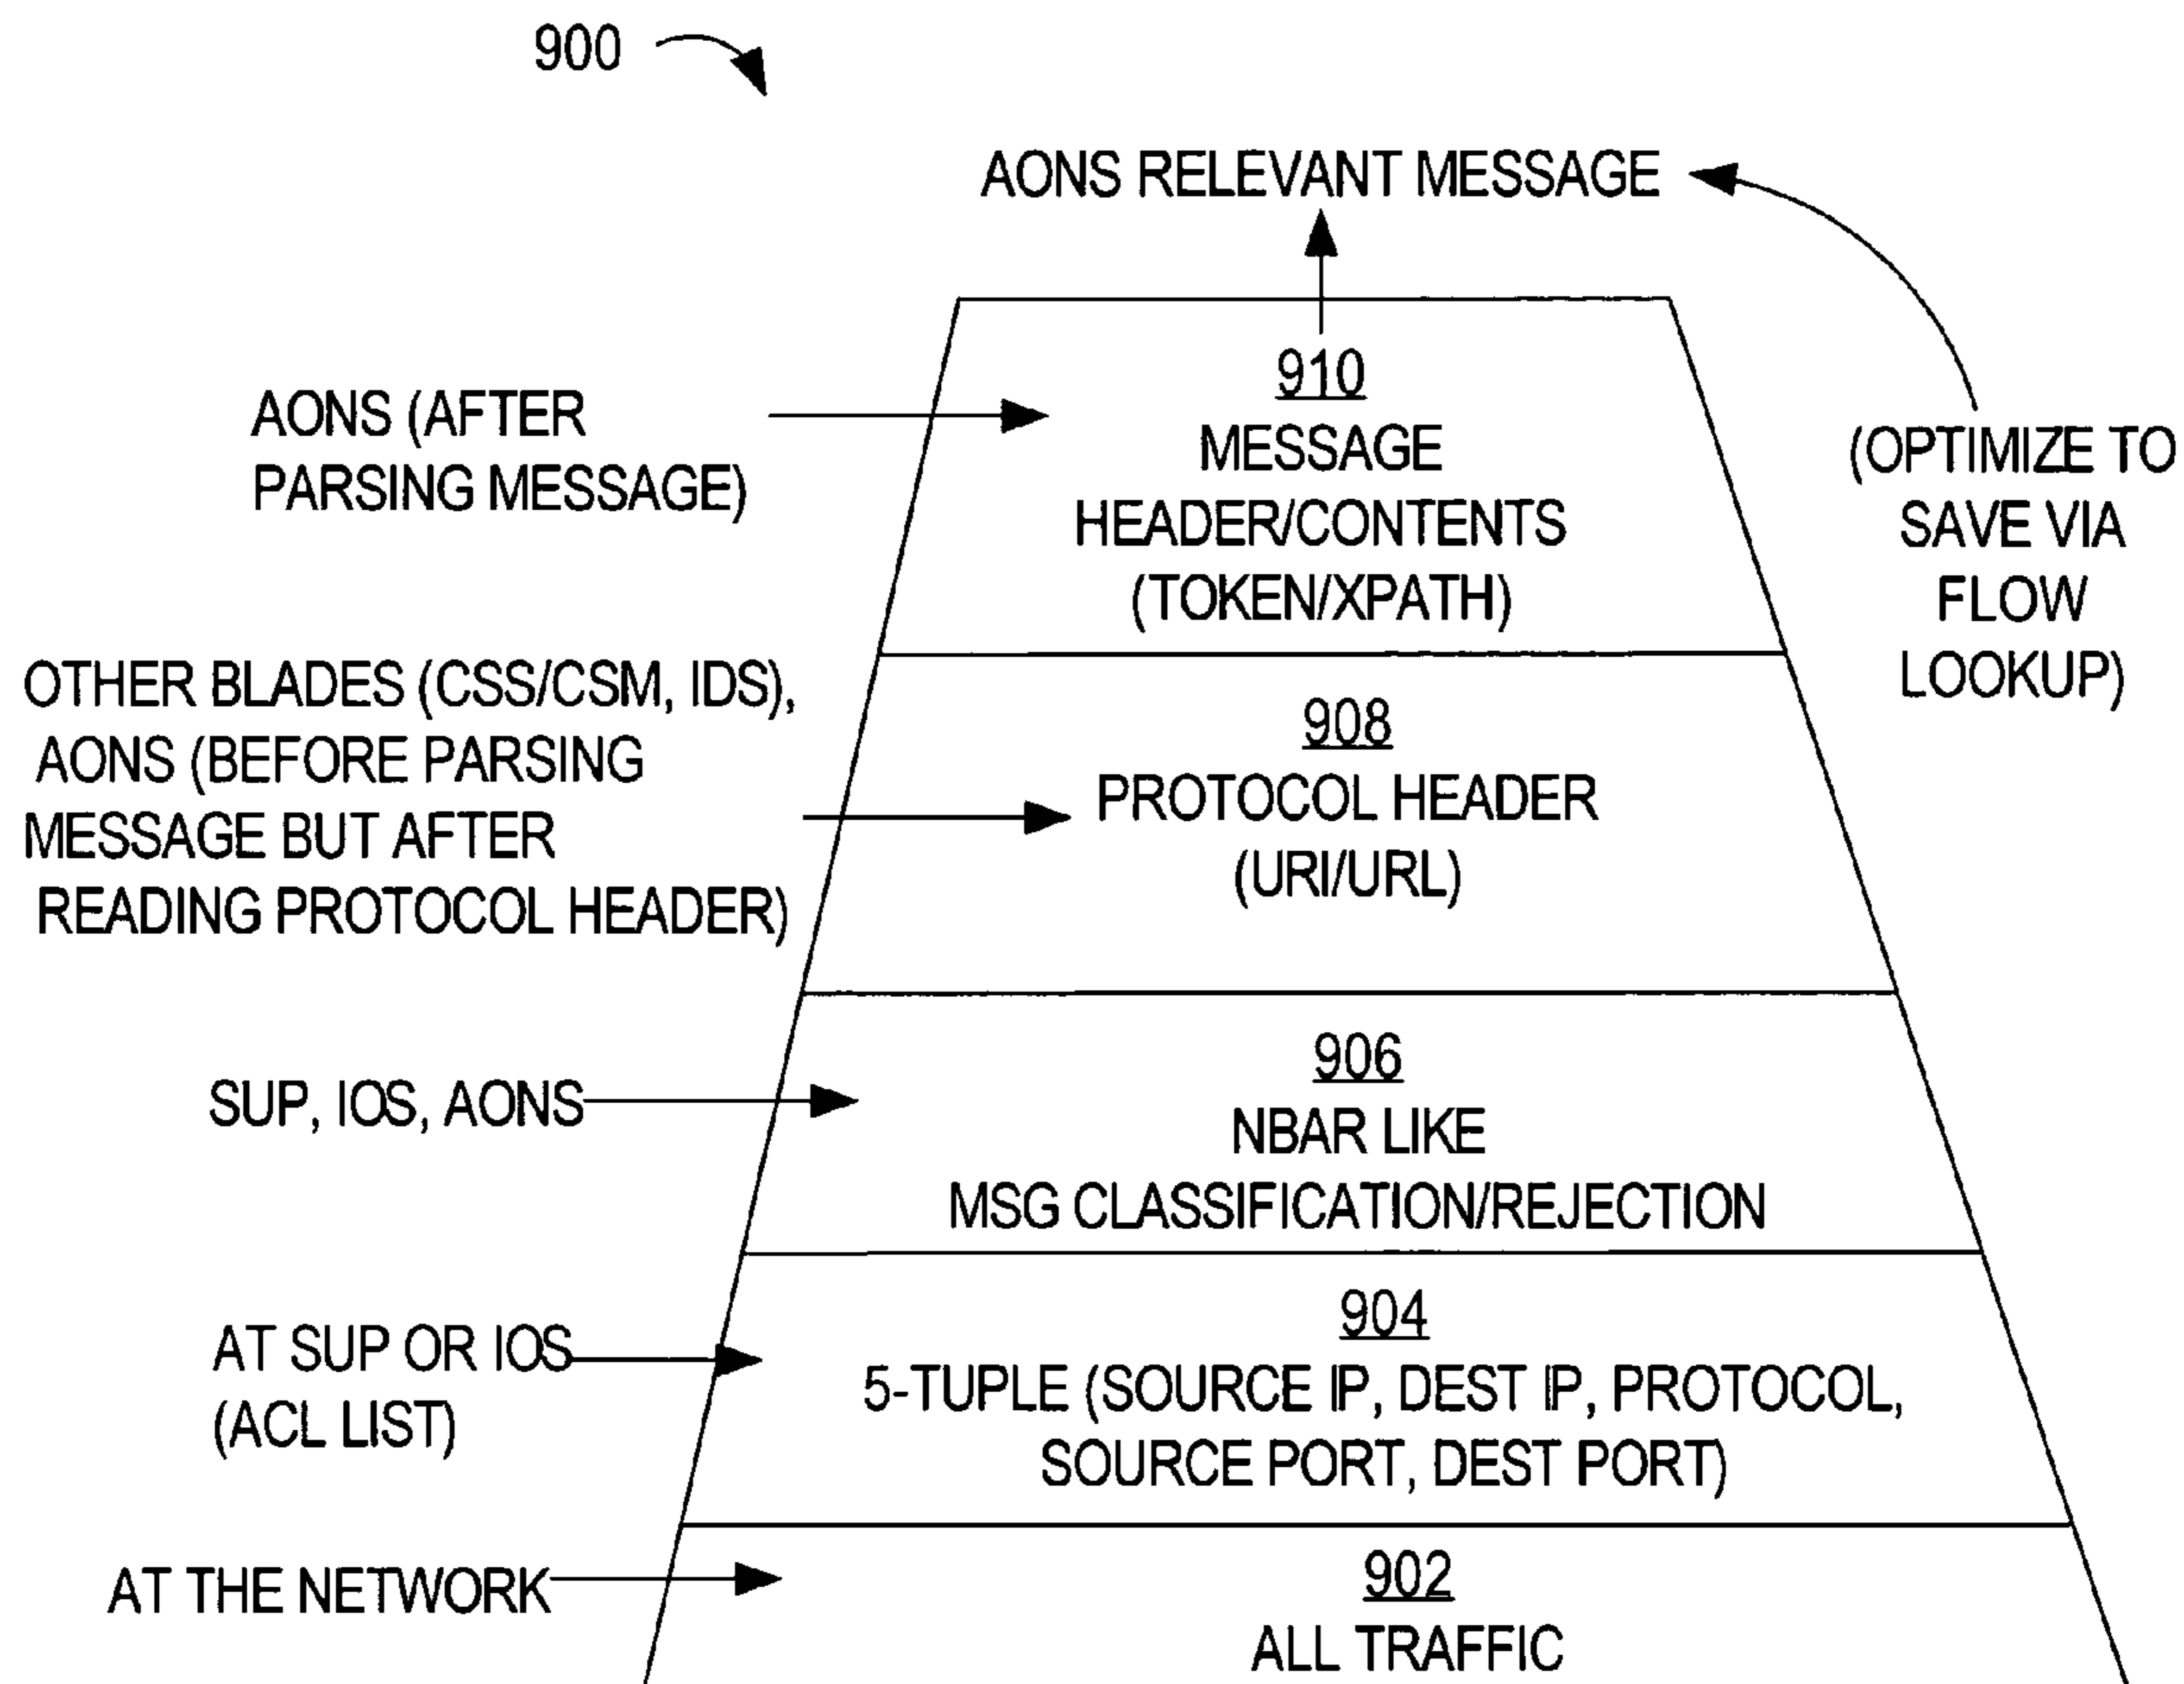 900
AONS RELEVANT MESSAGE
AONS (AFTER
PARSING MESSAGE)
910
MESSAGE
HEADER/CONTENTS
(TOKEN/XPATH)
(OPTIMIZE TO
SAVE VIA
FLOW
LOOKUP)
OTHER BLADES (CSS/CSM, IDS),
AONS (BEFORE PARSING
MESSAGE BUT AFTER
READING PROTOCOL HEADER)
908
PROTOCOL HEADER
(URI/URL)
SUP, IOS, AONS
906
NBAR LIKE
MSG CLASSIFICATION/REJECTION
AT SUP OR IOS
(ACL LIST)
904
5-TUPLE (SOURCE IP, DEST IP, PROTOCOL,
SOURCE PORT, DEST PORT)
AT THE NETWORK
902
ALL TRAFFIC